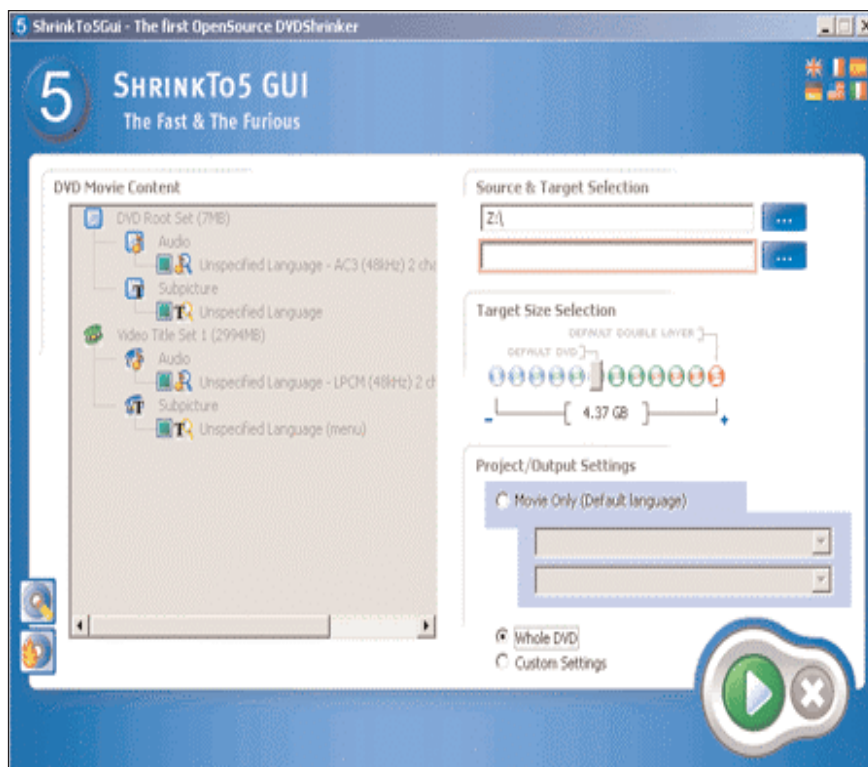 5 ShrinkTo5Gui - The first OpenSource DVDShrinker
5 SHRINKTO5 GUI
The Fast & The Furious
DVD Movie Content
DVD Root Set (7MB)
Audio
Unspecified Language - AC3 (48kHz) 2 cha
Subpicture
Unspecified Language
Video Title Set 1 (2994MB)
Audio
Unspecified Language - LPCM (48kHz) 2 ch
Subpicture
Unspecified Language (menu)
Source & Target Selection
Z:\
...
...
Target Size Selection
DEFAULT DOUBLE LAYER
DEFAULT DVD
- 4.37 GB +
Project/Output Settings
Movie Only (Default language)
Whole DVD
Custom Settings